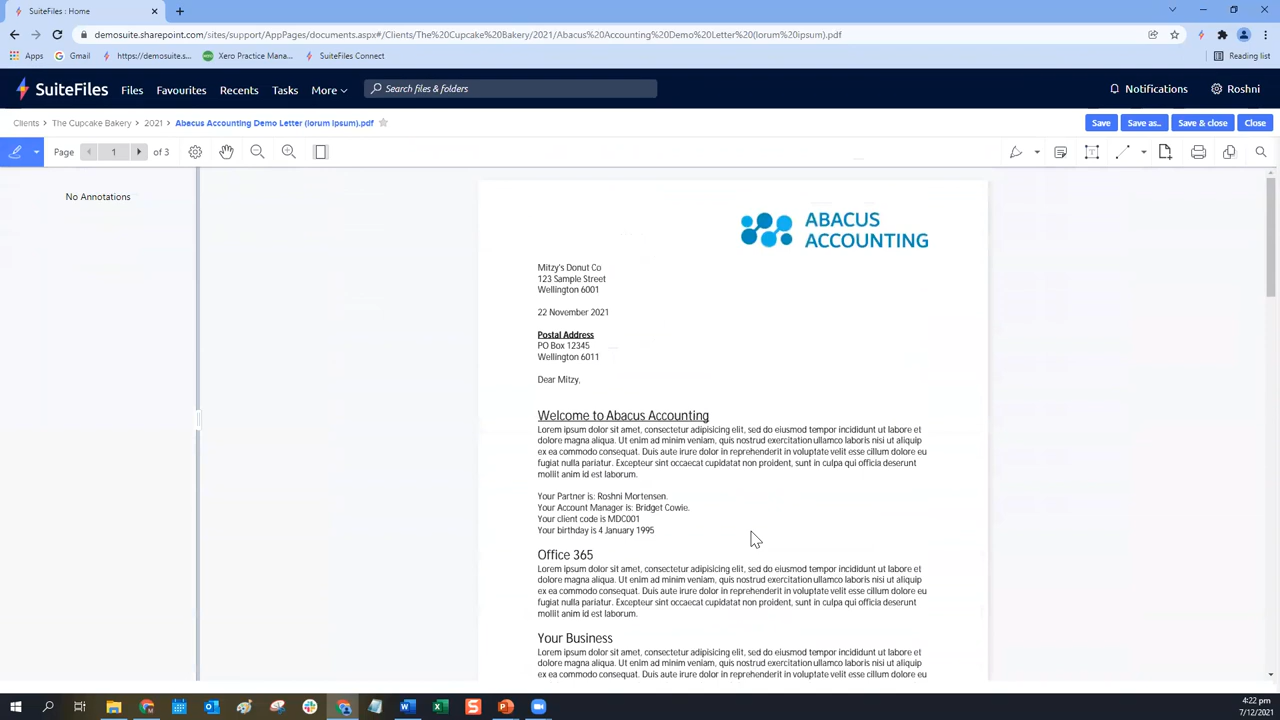 SuiteFiles : Home
demosuite.sharepoint.com/sites/support/AppPages/documents.aspx#/Clients/The%20Cupcake%20Bakery/2021/Abacus%20Accounting%20Demo%20Letter%20(lorum%20ipsum).pdf
Apps Gmail https://demosuite.s... Xero Practice Mana... SuiteFiles Connect Reading list
SuiteFiles Files Favourites Recents Tasks More Search files & folders Notifications Roshni
Clients The Cupcake Bakery 2021 Abacus Accounting Demo Letter (lorum ipsum).pdf Save Save as.. Save & close Close
Page 1 of 3
No Annotations
ABACUS
ACCOUNTING
Mitzy's Donut Co
123 Sample Street
Wellington 6001
22 November 2021
Postal Address
PO Box 12345
Wellington 6011
Dear Mitzy,
Welcome to Abacus Accounting
Lorem ipsum dolor sit amet, consectetur adipisicing elit, sed do eiusmod tempor incididunt ut labore et
dolore magna aliqua. Ut enim ad minim veniam, quis nostrud exercitation ullamco laboris nisi ut aliquip
ex ea commodo consequat. Duis aute irure dolor in reprehenderit in voluptate velit esse cillum dolore eu
fugiat nulla pariatur. Excepteur sint occaecat cupidatat non proident, sunt in culpa qui officia deserunt
mollit anim id est laborum.
Your Partner is: Roshni Mortensen.
Your Account Manager is: Bridget Cowie.
Your client code is MDC001
Your birthday is 4 January 1995
Office 365
Lorem ipsum dolor sit amet, consectetur adipisicing elit, sed do eiusmod tempor incididunt ut labore et
dolore magna aliqua. Ut enim ad minim veniam, quis nostrud exercitation ullamco laboris nisi ut aliquip
ex ea commodo consequat. Duis aute irure dolor in reprehenderit in voluptate velit esse cillum dolore eu
fugiat nulla pariatur. Excepteur sint occaecat cupidatat non proident, sunt in culpa qui officia deserunt
mollit anim id est laborum.
Your Business
Lorem ipsum dolor sit amet, consectetur adipisicing elit, sed do eiusmod tempor incididunt ut labore et
dolore magna aliqua. Ut enim ad minim veniam, quis nostrud exercitation ullamco laboris nisi ut aliquip
ex ea commodo consequat. Duis aute irure dolor in reprehenderit in voluptate velit esse cillum dolore eu
4:22 pm
7/12/2021